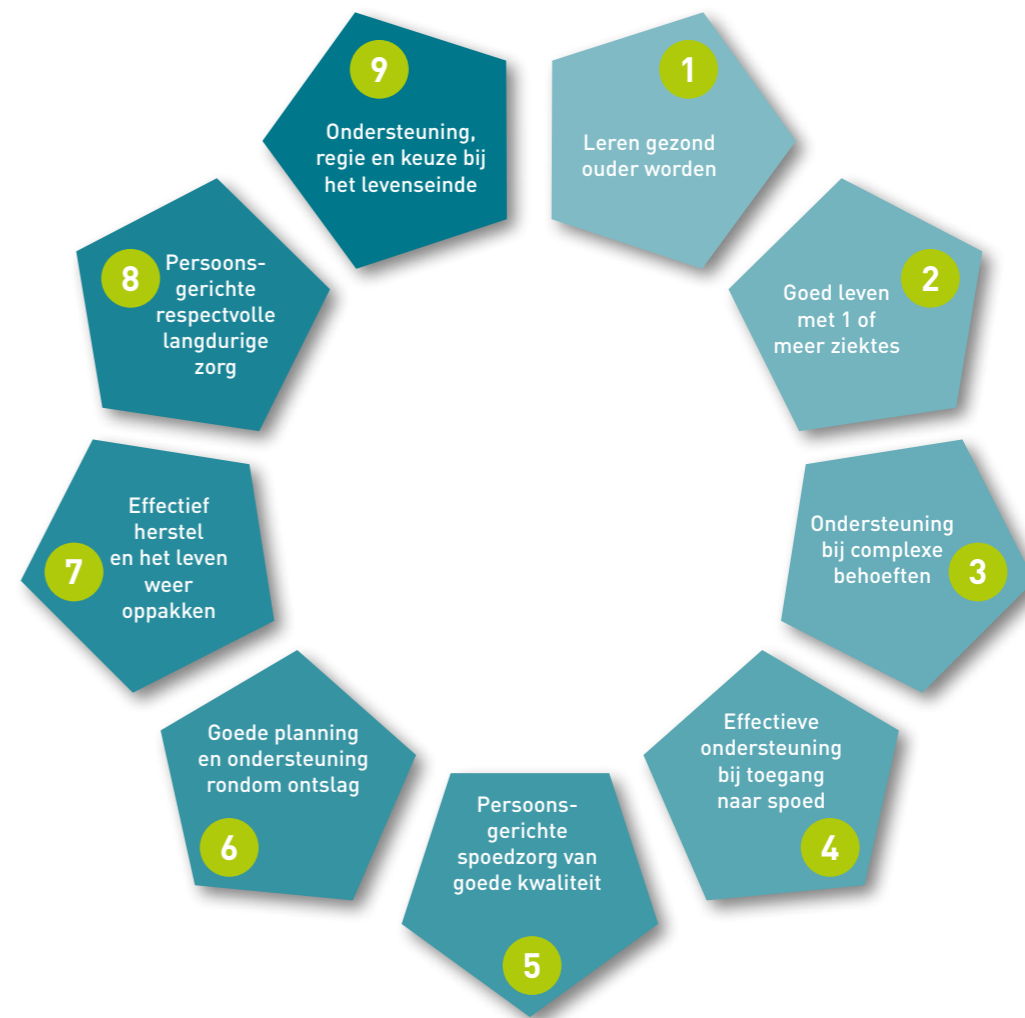 1
Leren gezond
ouder worden
2
Goed leven
met 1 of
meer ziektes
3
Ondersteuning
bij complexe
behoeften
4
Effectieve
ondersteuning
bij toegang
naar spoed
5
Persoons-
gerichte
spoedzorg van
goede kwaliteit
6
Goede planning
en ondersteuning
rondom ontslag
7
Effectief
herstel
en het leven
weer
oppakken
8
Persoons-
gerichte
respectvolle
langdurige
zorg
9
Ondersteuning,
regie en keuze bij
het levenseinde